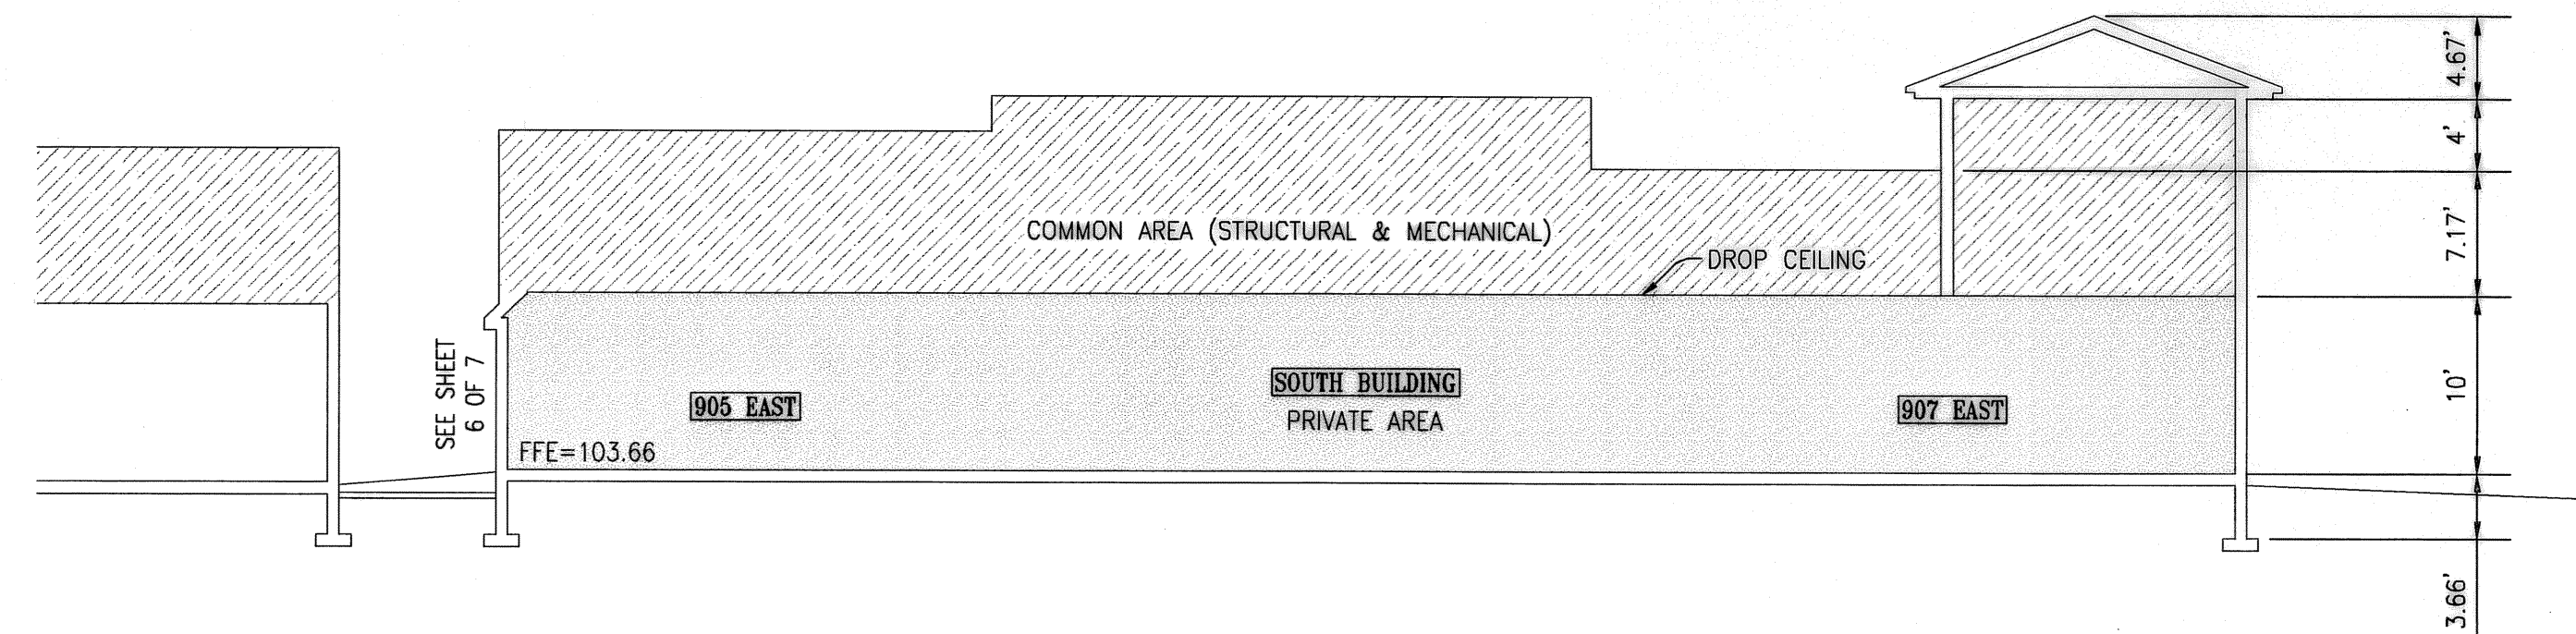 4.67'
4'
COMMON AREA (STRUCTURAL & MECHANICAL)
7.17'
DROP CEILING
SEE SHEET
6 OF 7
905 EAST
SOUTH BUILDING
PRIVATE AREA
907 EAST
10'
FFE=103.66
3.66'